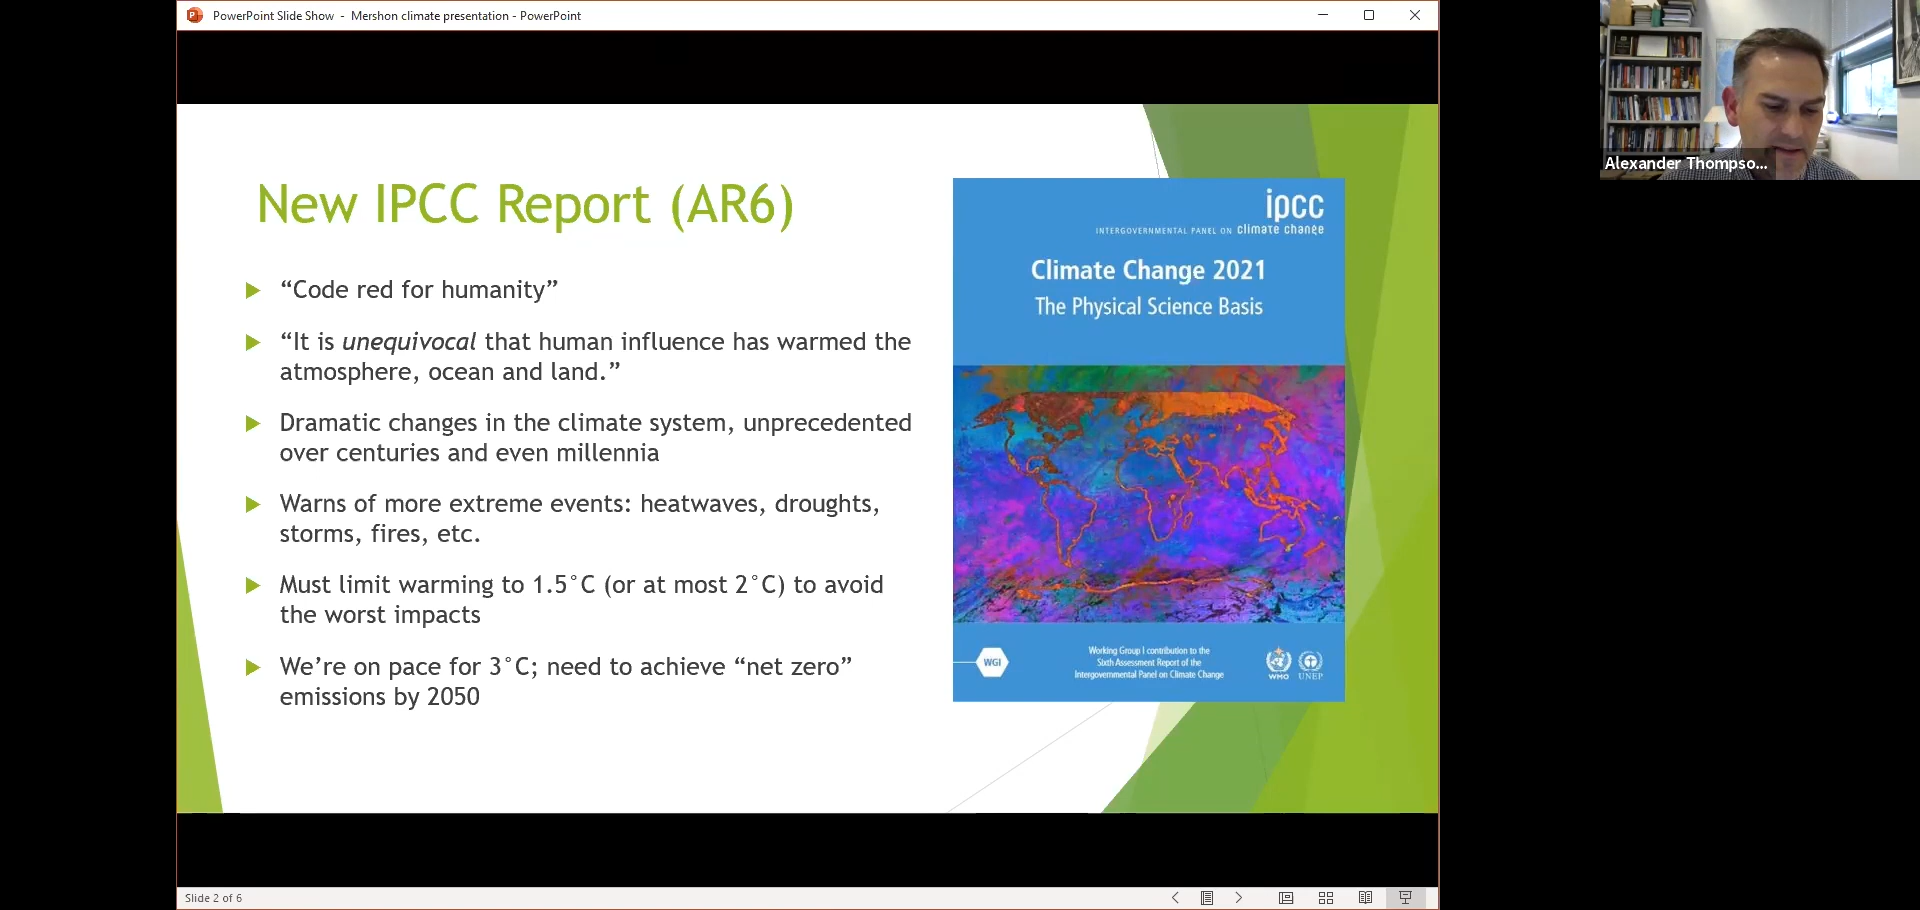 PowerPoint Slide Show - Mershon climate presentation - PowerPoint
Alexander Thompso...
New IPCC Report (AR6)
“Code red for humanity”
“It is unequivocal that human influence has warmed the
atmosphere, ocean and land.”
Dramatic changes in the climate system, unprecedented
over centuries and even millennia
Warns of more extreme events: heatwaves, droughts,
storms, fires, etc.
Must limit warming to 1.5°C (or at most 2°C) to avoid
the worst impacts
We’re on pace for 3°C; need to achieve “net zero”
emissions by 2050
ipcc
INTERGOVERNMENTAL PANEL ON climate change
Climate Change 2021
The Physical Science Basis
WGI
Working Group I contribution to the
Sixth Assessment Report of the
Intergovernmental Panel on Climate Change
WMO UNEP
Slide 2 of 6